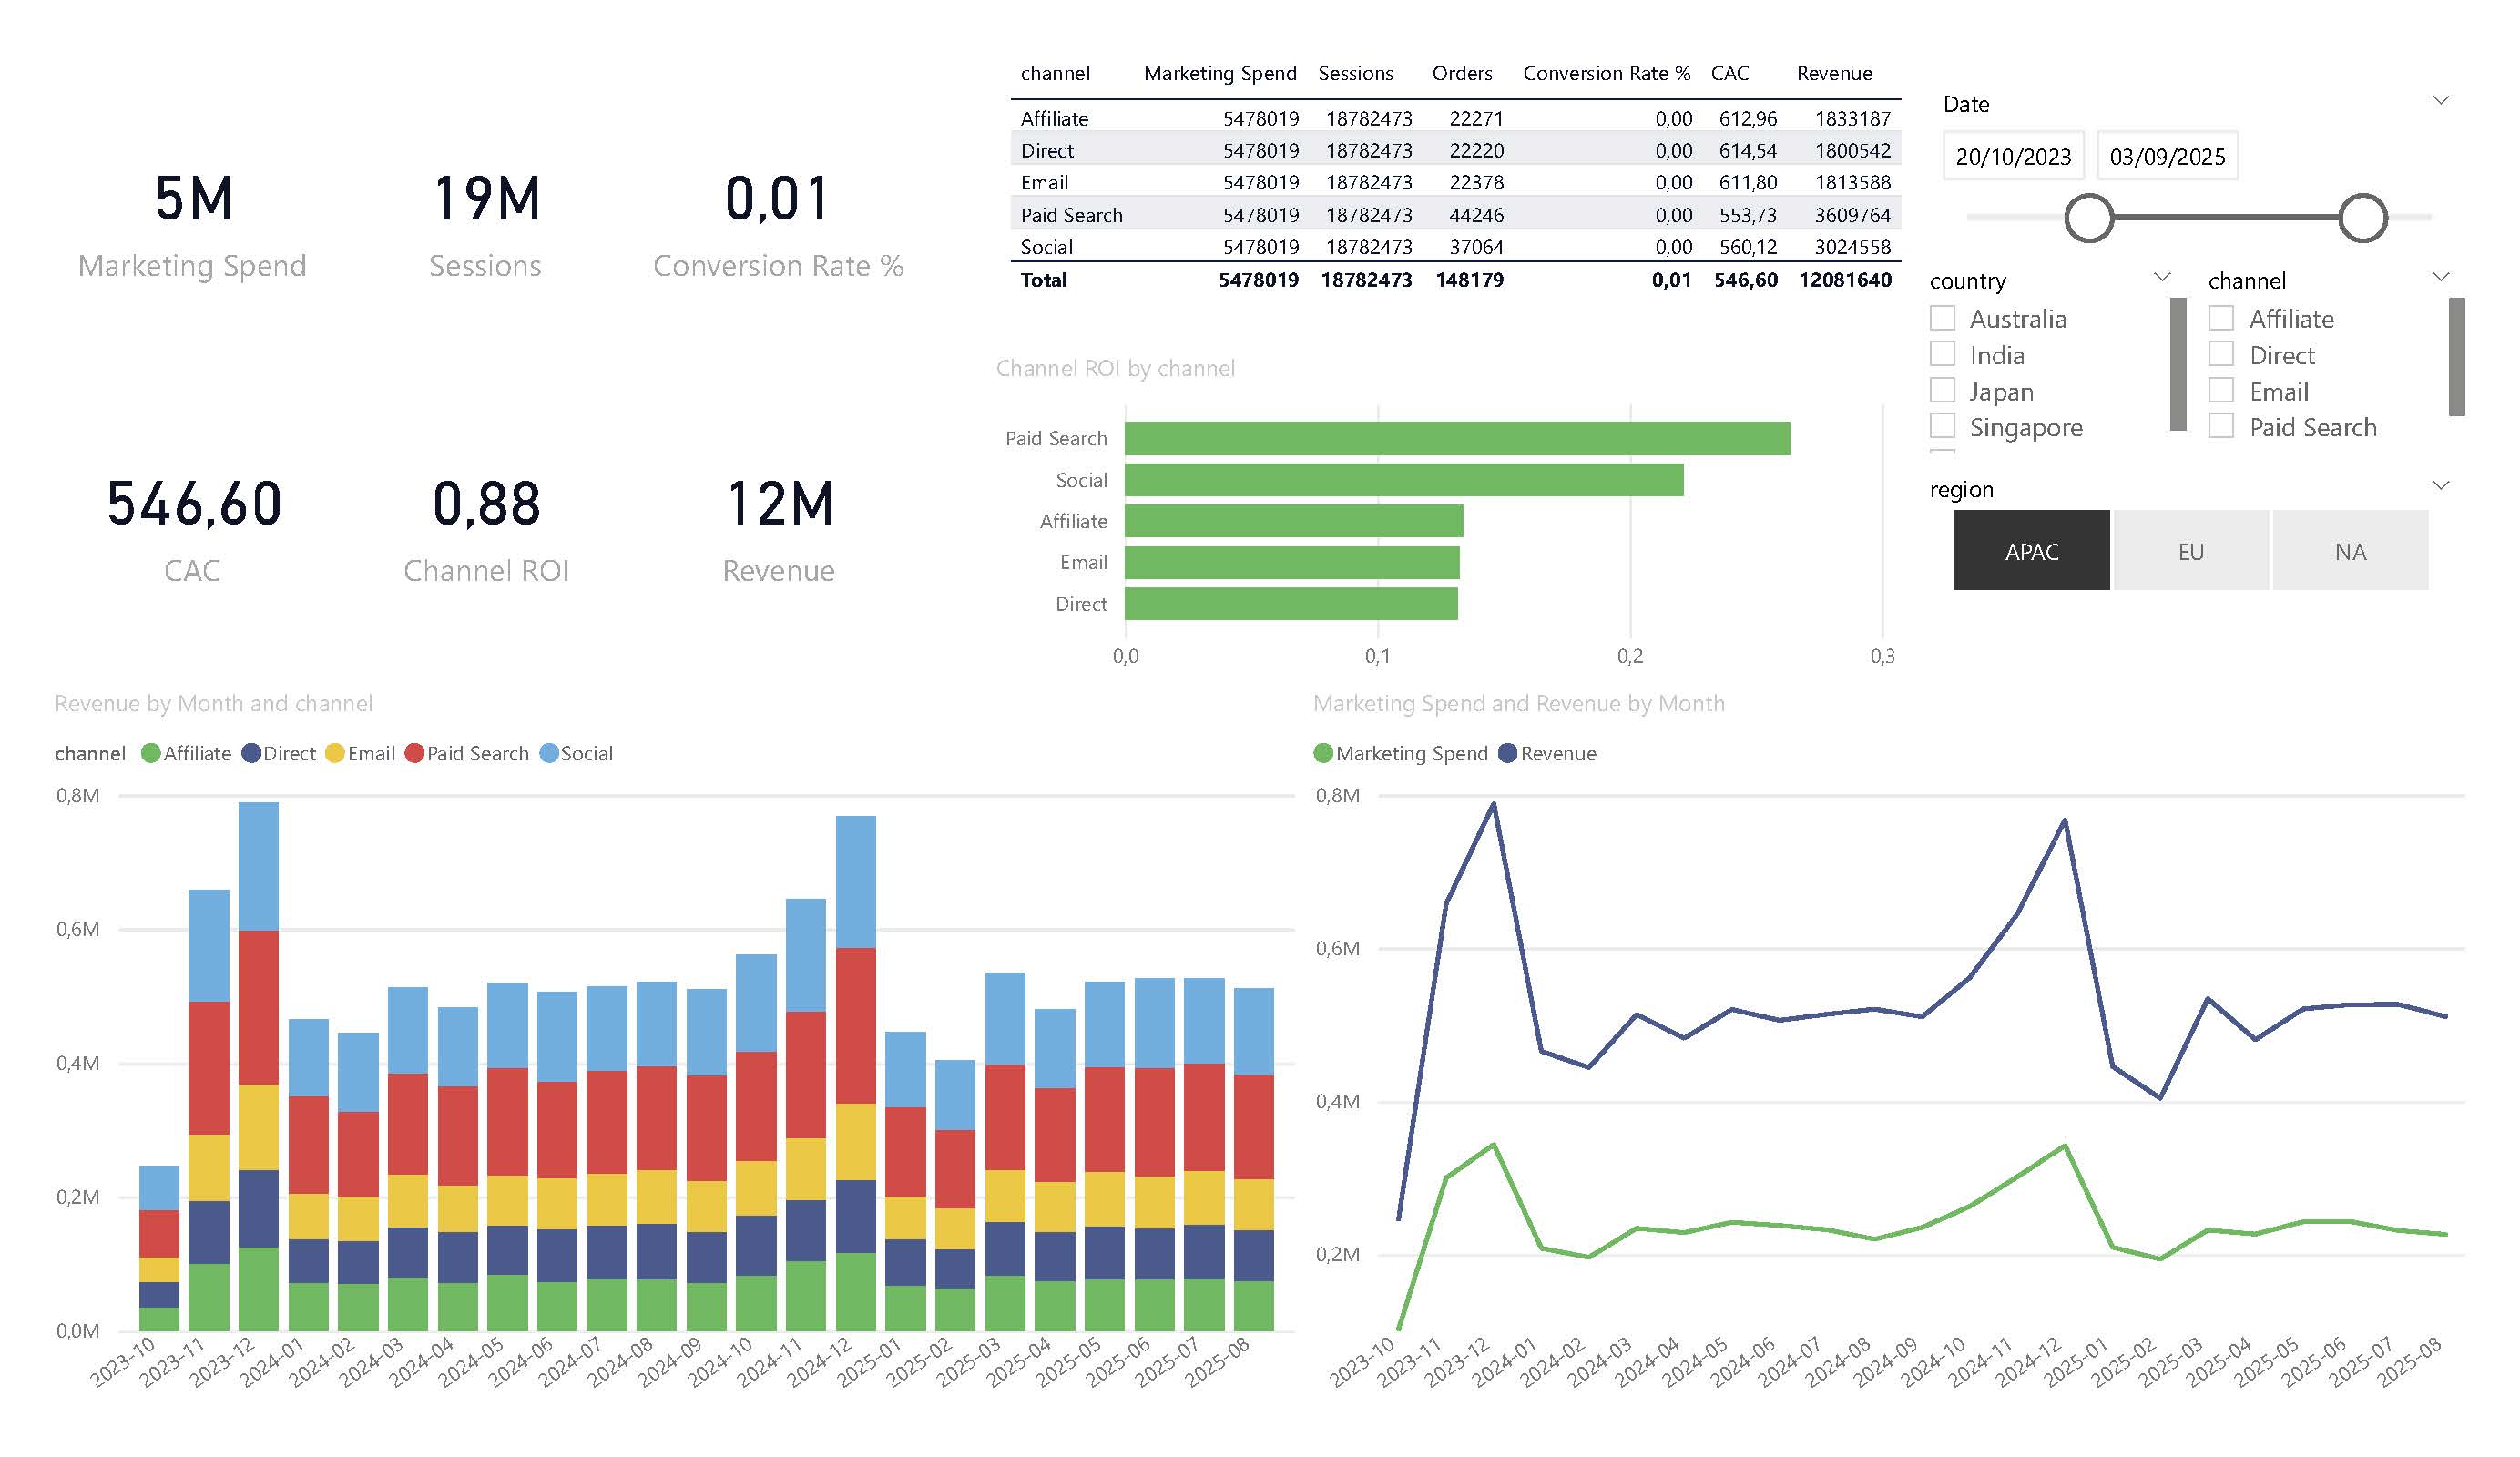 5M
Marketing Spend
19M
Sessions
0,01
Conversion Rate %
546,60
CAC
0,88
Channel ROI
12M
Revenue
channel Marketing Spend Sessions Orders Conversion Rate % CAC Revenue
Affiliate 5478019 18782473 22271 0,00 612,96 1833187
Direct 5478019 18782473 22220 0,00 614,54 1800542
Email 5478019 18782473 22378 0,00 611,80 1813588
Paid Search 5478019 18782473 44246 0,00 553,73 3609764
Social 5478019 18782473 37064 0,00 560,12 3024558
Total 5478019 18782473 148179 0,01 546,60 12081640
Date
20/10/2023 03/09/2025
country
Australia
India
Japan
Singapore
channel
Affiliate
Direct
Email
Paid Search
region
APAC EU NA
Channel ROI by channel
Paid Search
Social
Affiliate
Email
Direct
0,0 0,1 0,2 0,3
Revenue by Month and channel
channel Affiliate Direct Email Paid Search Social
0,8M
0,6M
0,4M
0,2M
0,0M
2023-10 2023-11 2023-12 2024-01 2024-02 2024-03 2024-04 2024-05 2024-06 2024-07 2024-08 2024-09 2024-10 2024-11 2024-12 2025-01 2025-02 2025-03 2025-04 2025-05 2025-06 2025-07 2025-08
Marketing Spend and Revenue by Month
Marketing Spend Revenue
0,8M
0,6M
0,4M
0,2M
2023-10 2023-11 2023-12 2024-01 2024-02 2024-03 2024-04 2024-05 2024-06 2024-07 2024-08 2024-09 2024-10 2024-11 2024-12 2025-01 2025-02 2025-03 2025-04 2025-05 2025-06 2025-07 2025-08